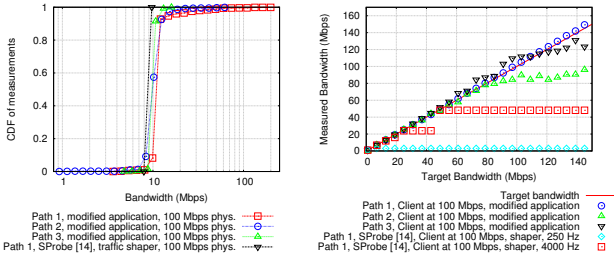 CDF of measurements
1
0.8
0.6
0.4
0.2
0
1
10
100
Bandwidth (Mbps)
Path 1, modified application, 100 Mbps phys.
Path 2, modified application, 100 Mbps phys.
Path 3, modified application, 100 Mbps phys.
Path 1, SProbe [14], traffic shaper, 100 Mbps phys.
Measured Bandwidth (Mbps)
160
140
120
100
80
60
40
20
0
0 20 40 60 80 100 120 140
Target Bandwidth (Mbps)
Target bandwidth
Path 1, Client at 100 Mbps, modified application
Path 2, Client at 100 Mbps, modified application
Path 3, Client at 100 Mbps, modified application
Path 1, SProbe [14], Client at 100 Mbps, shaper, 250 Hz
Path 1, SProbe [14], Client at 100 Mbps, shaper, 4000 Hz